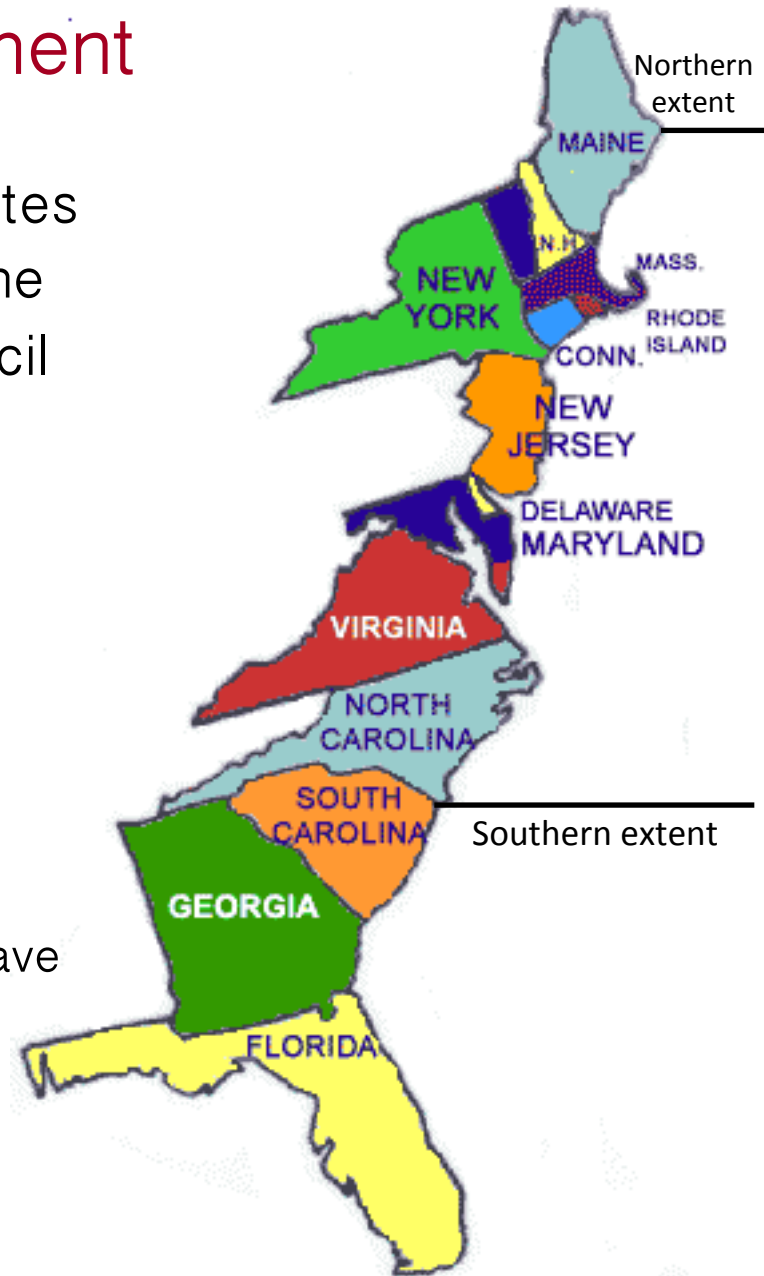 nent
Northern
extent
MAINE
tes
N.H
MASS.
ne
NEW
YORK
RHODE
ISLAND
cil
CONN.
NEW
JERSEY
DELAWARE
MARYLAND
VIRGINIA
NORTH
CAROLINA
SOUTH
CAROLINA
Southern extent
GEORGIA
ave
FLORIDA